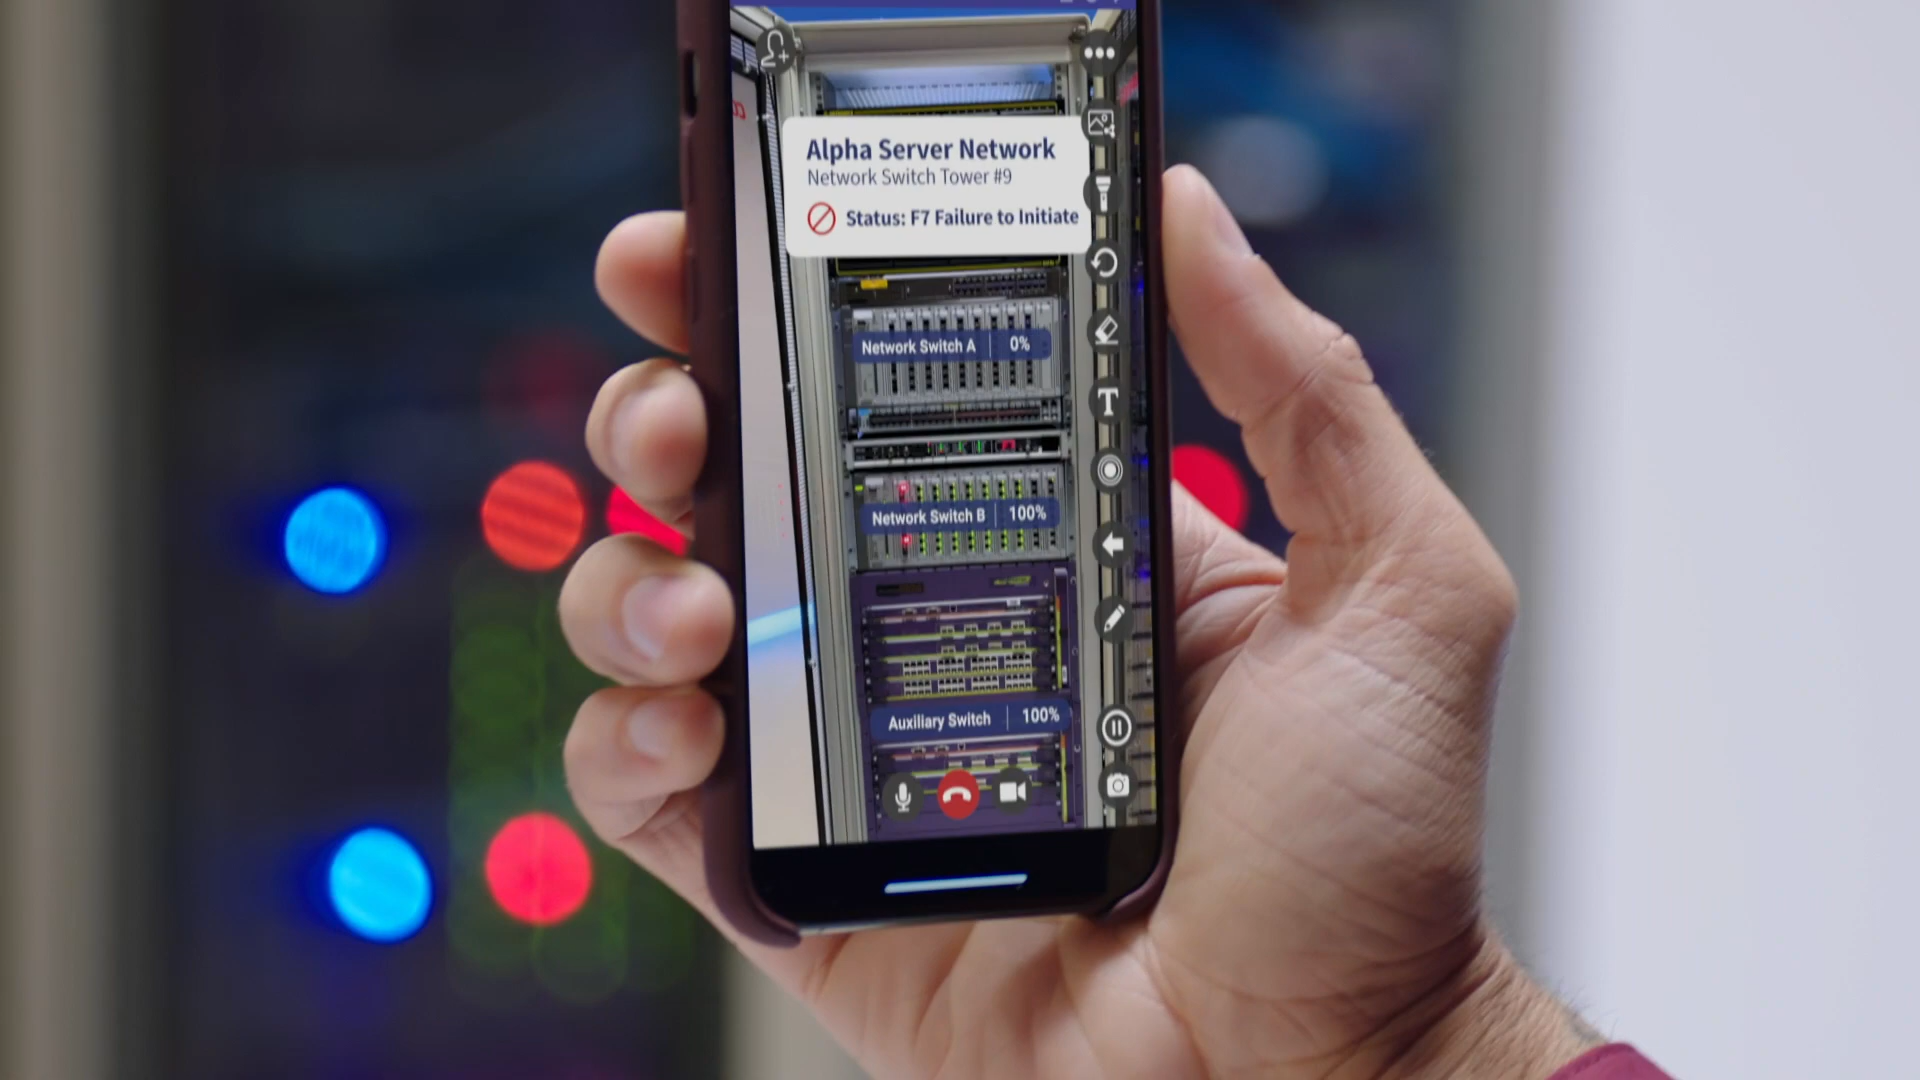 Alpha Server Network
Network Switch Tower #9
Status: F7 Failure to Initiate
Network Switch A | 0%
Network Switch B | 100%
Auxiliary Switch | 100%
T